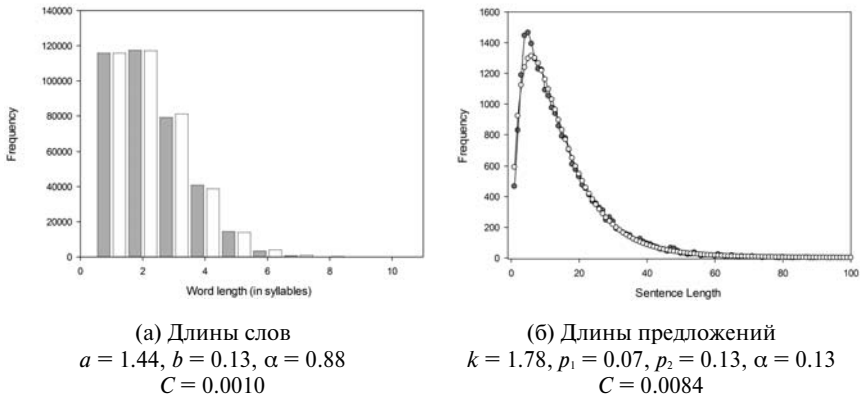 140000
120000
100000
80000
60000
40000
20000
0
Frequency
0 2 4 6 8 10
Word length (in syllables)
1600
1400
1200
1000
800
600
400
200
0
Frequency
0 20 40 60 80 100
Sentence Length
(а) Длины слов
a = 1.44, b = 0.13, α = 0.88
C = 0.0010
(б) Длины предложений
k = 1.78, p₁ = 0.07, p₂ = 0.13, α = 0.13
C = 0.0084